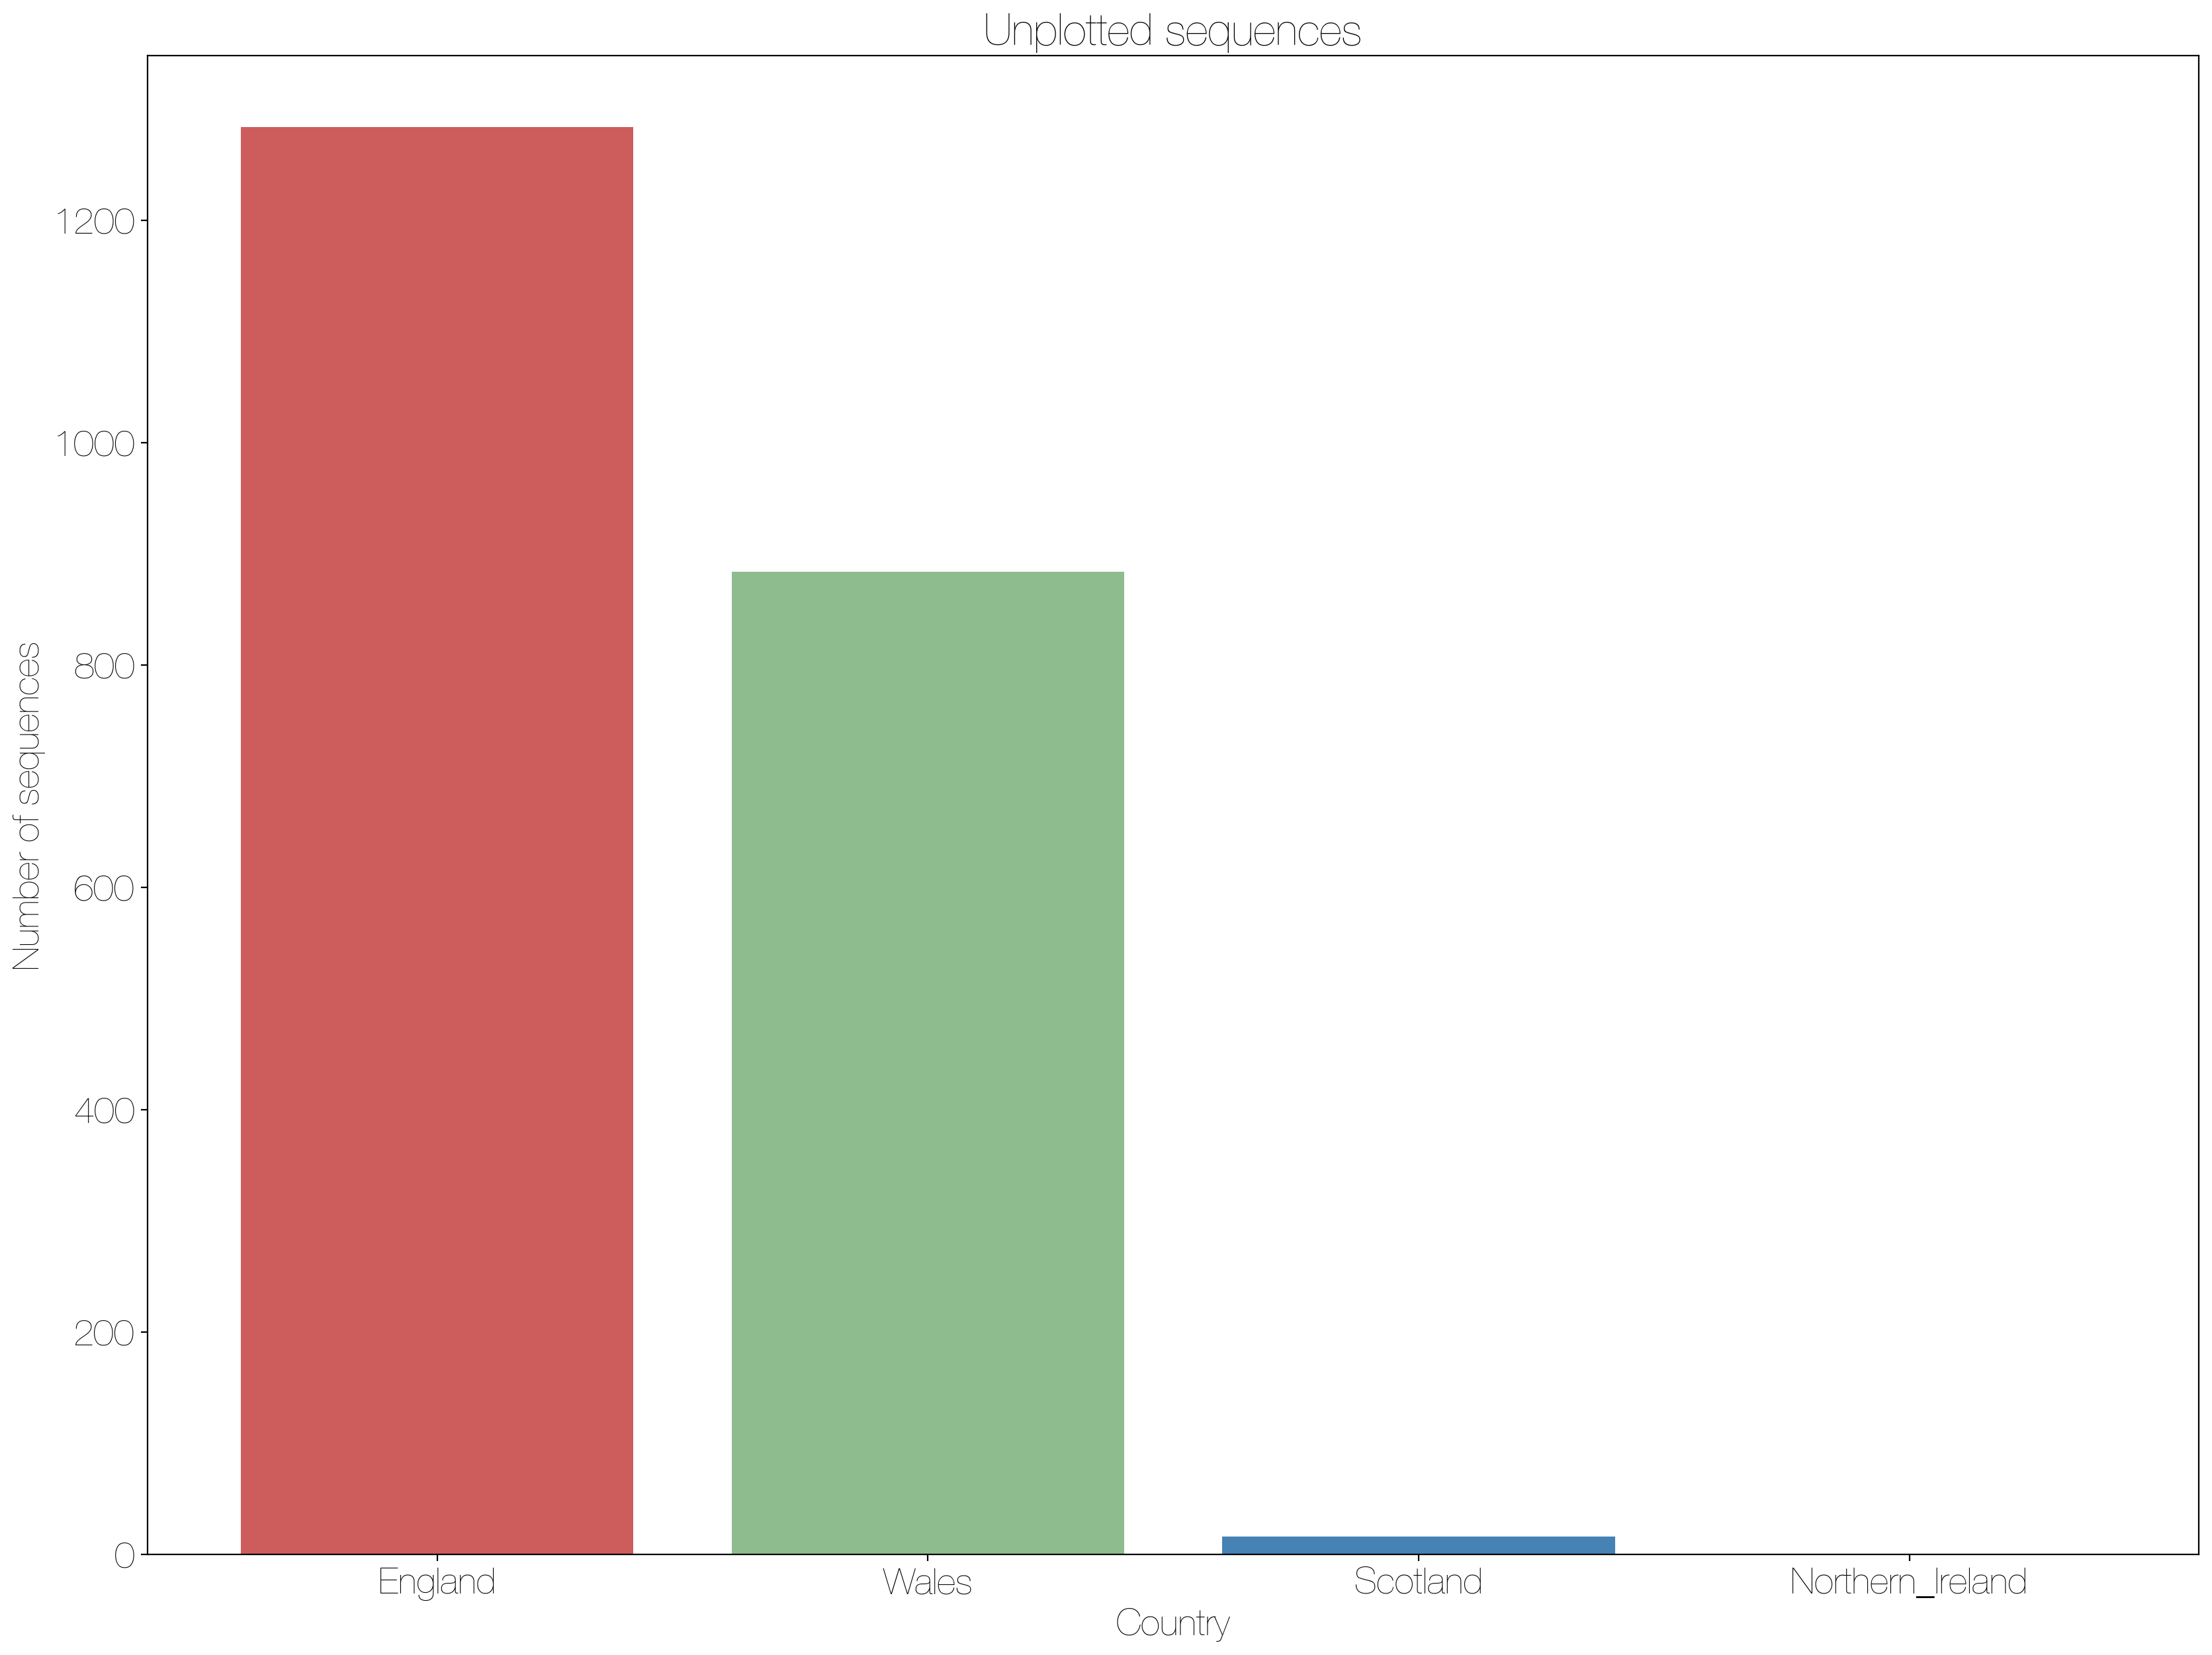 Unplotted sequences
Number of sequences
1200
1000
800
600
400
200
0
England
Wales
Scotland
Northern_Ireland
Country